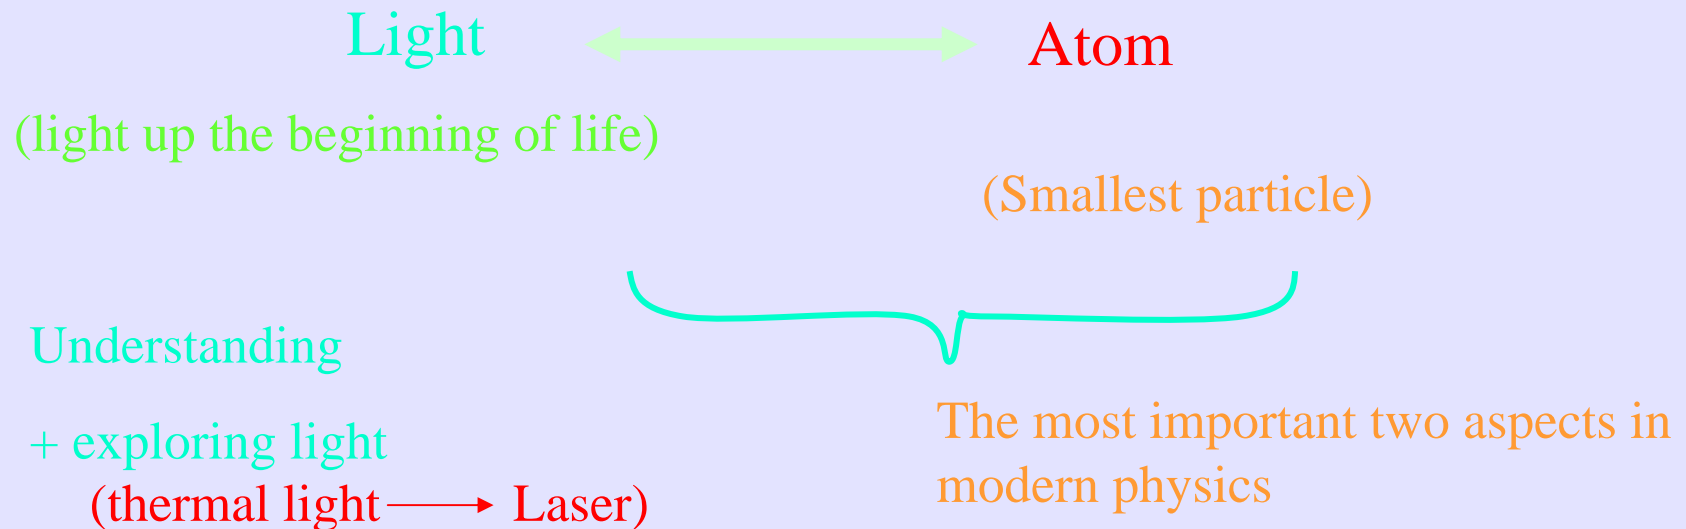 Light
Atom
(light up the beginning of life)
(Smallest particle)
Understanding
+ exploring light
(thermal light → Laser)
The most important two aspects in
modern physics